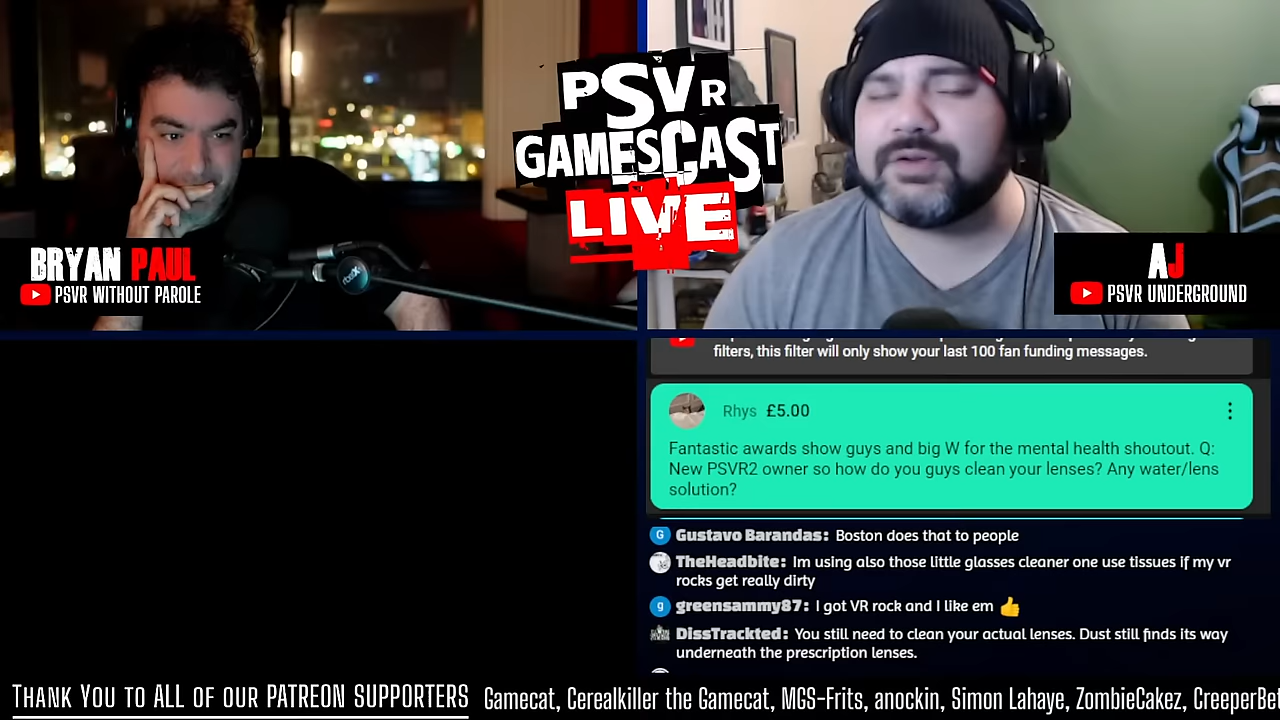 PSVR
GAMESCAST
LIVE
BRYAN PAUL
PSVR WITHOUT PAROLE
AJ
PSVR UNDERGROUND
filters, this filter will only show your last 100 fan funding messages.
Rhys £5.00
Fantastic awards show guys and big W for the mental health shoutout. Q:
New PSVR2 owner so how do you guys clean your lenses? Any water/lens
solution?
G Gustavo Barandas: Boston does that to people
TheHeadbite: Im using also those little glasses cleaner one use tissues if my vr
rocks get really dirty
g greensammy87: I got VR rock and I like em 👍
DissTrackted: You still need to clean your actual lenses. Dust still finds its way
underneath the prescription lenses.
THANK YOU TO ALL OF OUR PATREON SUPPORTERS Gamecat, Cerealkiller the Gamecat, MGS-Frits, anockin, Simon Lahaye, ZombieCakez, CreeperBe